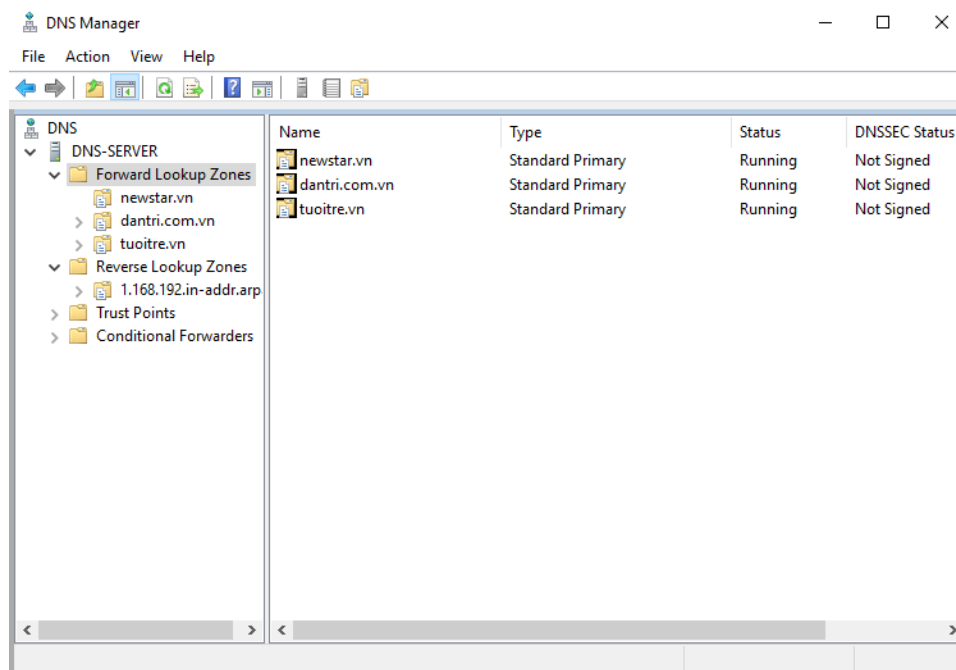 DNS Manager
File Action View Help
DNS
DNS-SERVER
Forward Lookup Zones
newstar.vn
dantri.com.vn
tuoitre.vn
Reverse Lookup Zones
1.168.192.in-addr.arp
Trust Points
Conditional Forwarders
Name Type Status DNSSEC Status
newstar.vn Standard Primary Running Not Signed
dantri.com.vn Standard Primary Running Not Signed
tuoitre.vn Standard Primary Running Not Signed